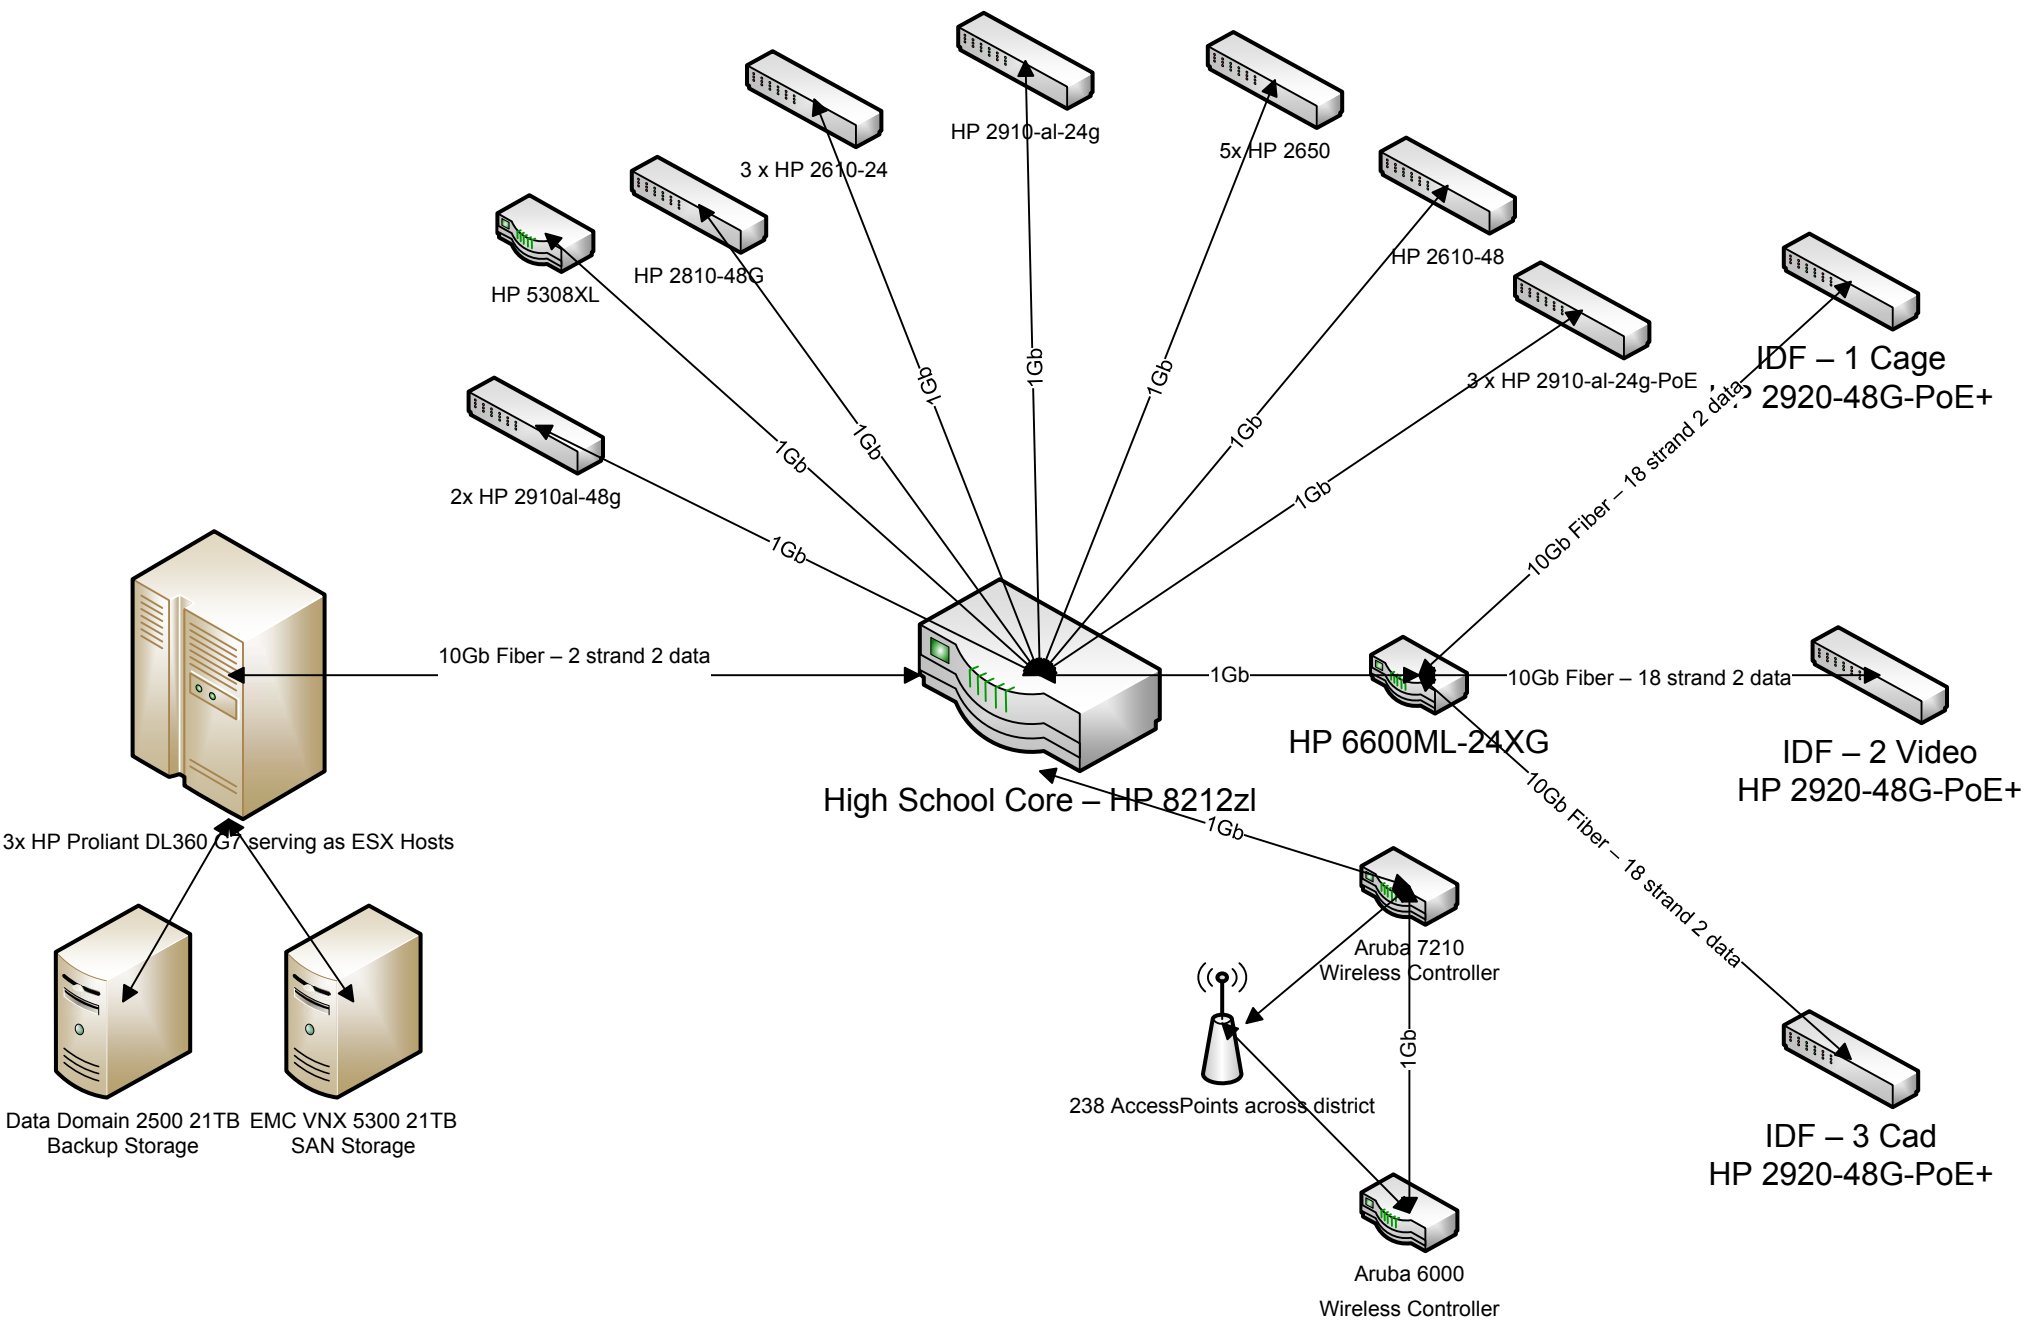 HP 2910-al-24g
5x HP 2650
3 x HP 2610-24
HP 2610-48
HP 2810-48G
HP 5308XL
3 x HP 2910-al-24g-PoE
IDF – 1 Cage
2920-48G-PoE+
2x HP 2910al-48g
1Gb
1Gb
1Gb
1Gb
1Gb
1Gb
1Gb
1Gb
10Gb Fiber – 18 strand 2 data
10Gb Fiber – 2 strand 2 data
1Gb
10Gb Fiber – 18 strand 2 data
HP 6600ML-24XG
IDF – 2 Video
HP 2920-48G-PoE+
High School Core – HP 8212zl
1Gb
10Gb Fiber – 18 strand 2 data
3x HP Proliant DL360 G7 serving as ESX Hosts
Aruba 7210
Wireless Controller
1Gb
238 AccessPoints across district
Data Domain 2500 21TB
Backup Storage
EMC VNX 5300 21TB
SAN Storage
IDF – 3 Cad
HP 2920-48G-PoE+
Aruba 6000
Wireless Controller